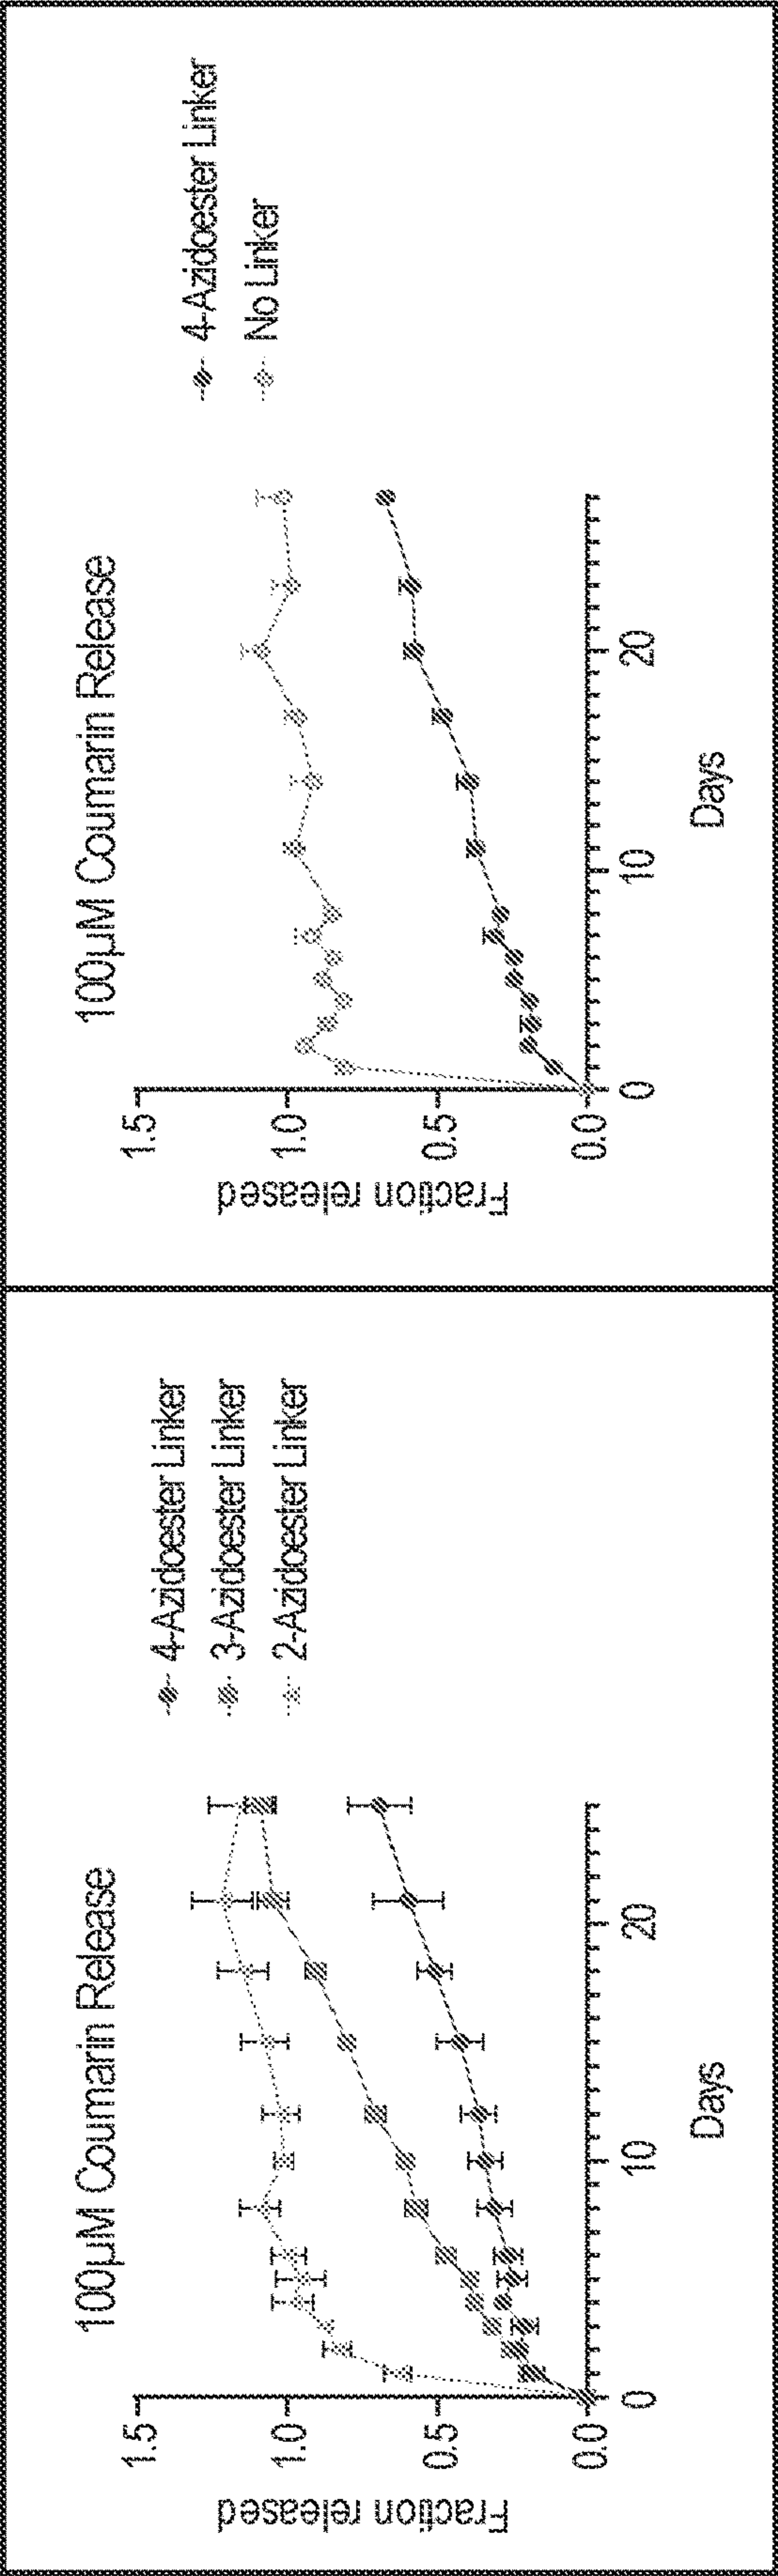 100µM Coumarin Release
Fraction released
1.5
1.0
0.5
0.0
0
10
20
Days
4-Azidoester Linker
3-Azidoester Linker
2-Azidoester Linker
100µM Coumarin Release
Fraction released
1.5
1.0
0.5
0.0
0
10
20
Days
4-Azidoester Linker
No Linker